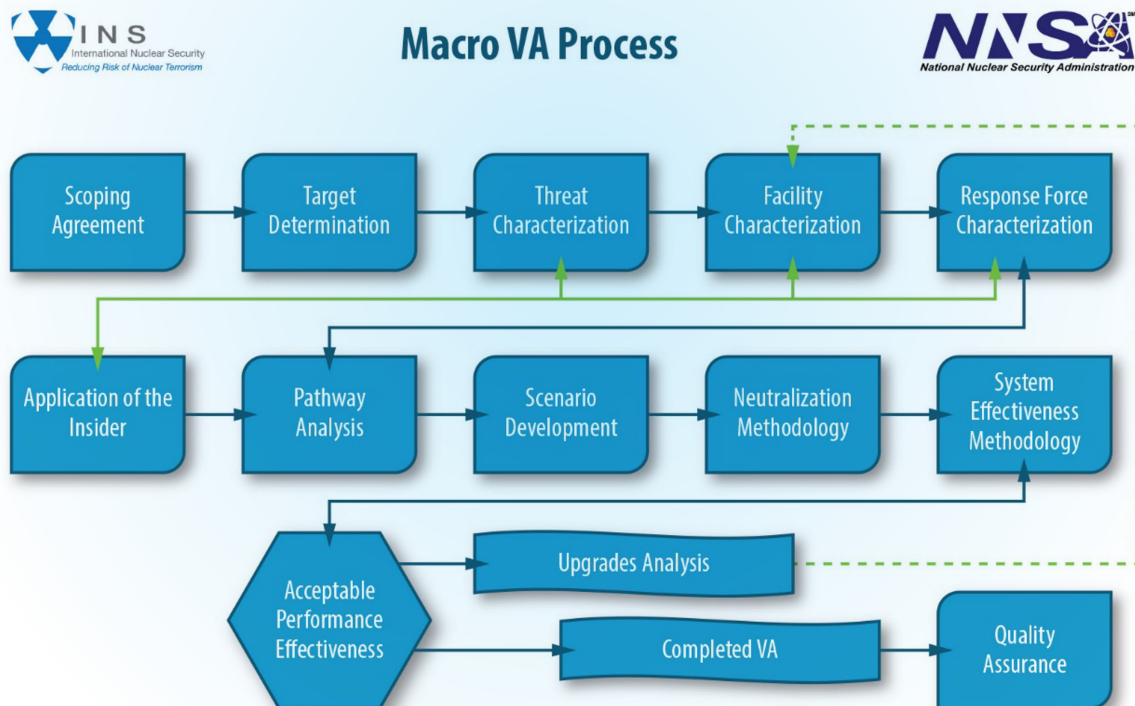 INS
International Nuclear Security
Reducing Risk of Nuclear Terrorism
Macro VA Process
NNSA
SM
National Nuclear Security Administration
Scoping
Agreement
Target
Determination
Threat
Characterization
Facility
Characterization
Response Force
Characterization
Application of the
Insider
Pathway
Analysis
Scenario
Development
Neutralization
Methodology
System
Effectiveness
Methodology
Acceptable
Performance
Effectiveness
Upgrades Analysis
Completed VA
Quality
Assurance